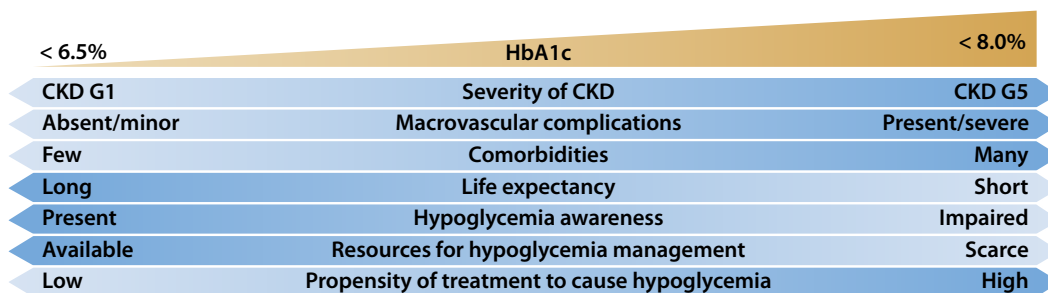 < 6.5% HbA1c < 8.0%
CKD G1 Severity of CKD CKD G5
Absent/minor Macrovascular complications Present/severe
Few Comorbidities Many
Long Life expectancy Short
Present Hypoglycemia awareness Impaired
Available Resources for hypoglycemia management Scarce
Low Propensity of treatment to cause hypoglycemia High